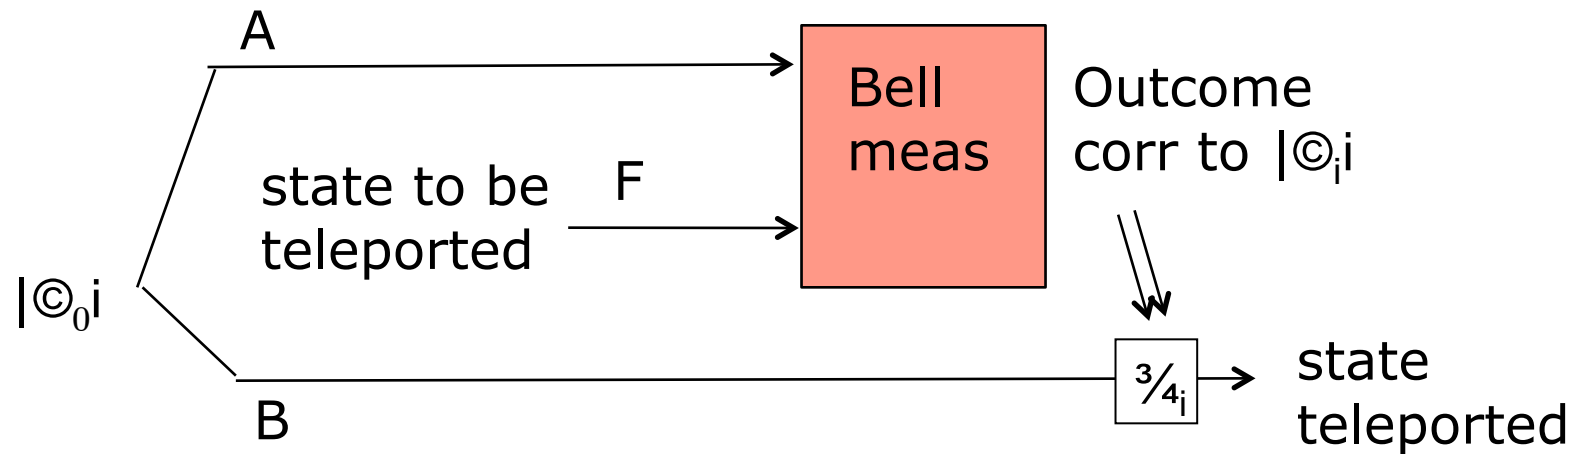 A
Bell
meas
Outcome
corr to |©ᵢi
state to be
teleported
F
|©₀i
B
¾ᵢ
state
teleported